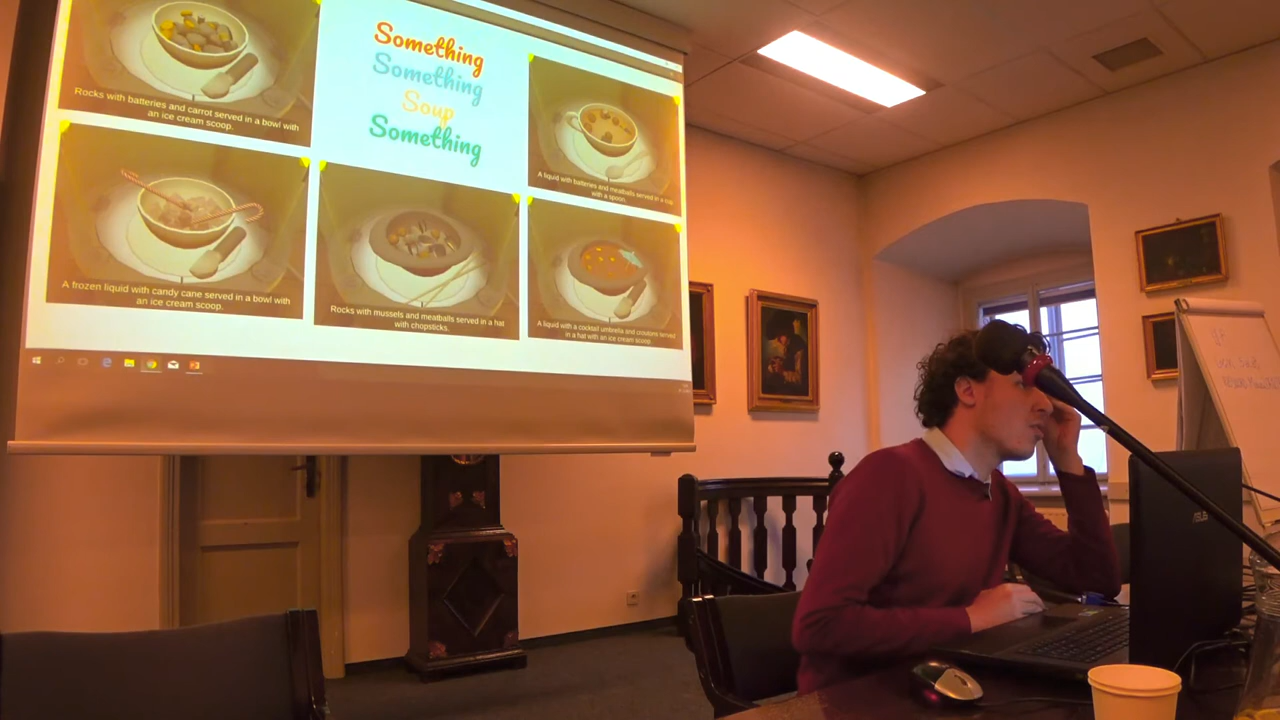 Rocks with batteries and carrot served in a bowl with
an ice cream scoop.
Something
Something
Soup
Something
A liquid with batteries and meatballs served in a cup
with a spoon.
A frozen liquid with candy cane served in a bowl with
an ice cream scoop.
Rocks with mussels and meatballs served in a hat
with chopsticks.
A liquid with a cocktail umbrella and croutons served
in a hat with an ice cream scoop.